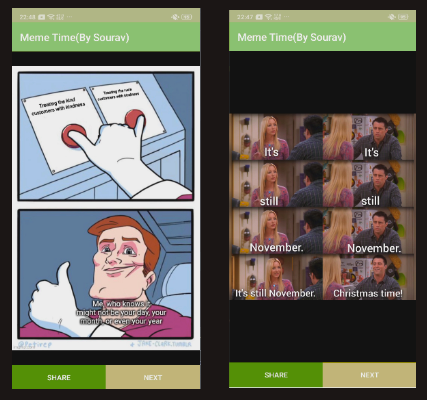 22:48
Meme Time(By Sourav)
Treating the kind
customers with kindness
Treating the rude
customers with kindness
Me, who knows it
might not be your day, your
month, or even your year
SHARE
NEXT
22:47
Meme Time(By Sourav)
It's
It's
still
still
November.
November.
It's still November.
Christmas time!
SHARE
NEXT